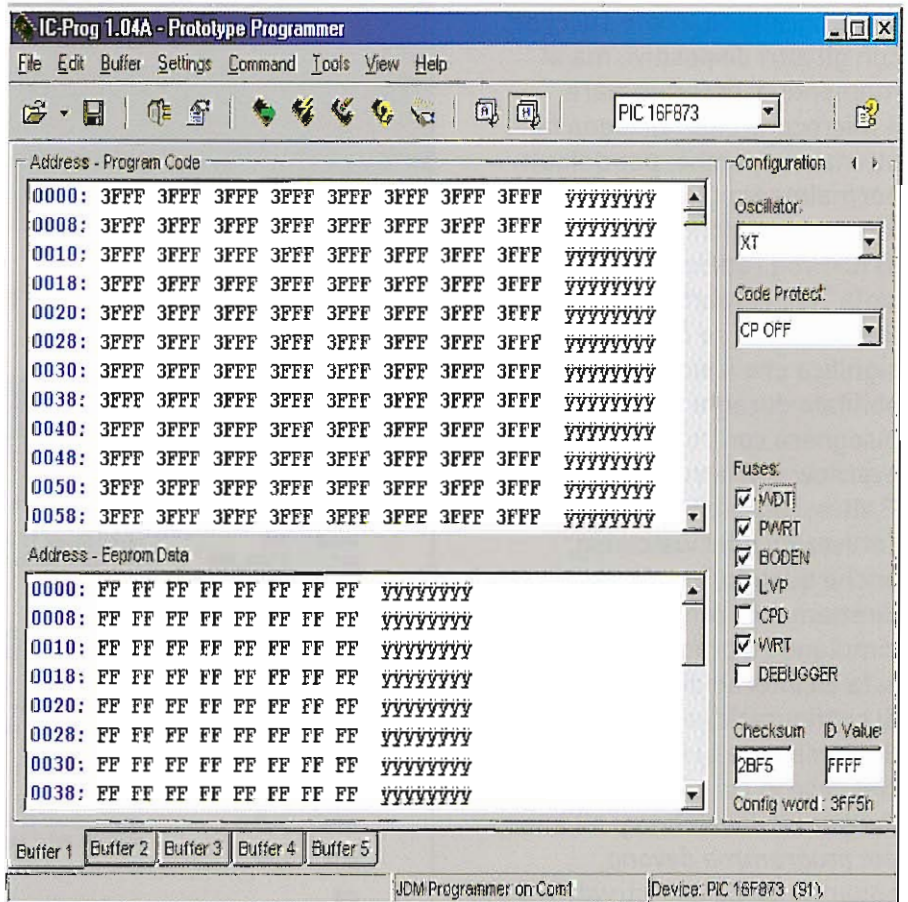 IC-Prog 1.04A - Prototype Programmer
File Edit Buffer Settings Command Tools View Help
PIC 16F873
Address - Program Code
0000: 3FFF 3FFF 3FFF 3FFF 3FFF 3FFF 3FFF 3FFF ÿÿÿÿÿÿÿÿ
0008: 3FFF 3FFF 3FFF 3FFF 3FFF 3FFF 3FFF 3FFF ÿÿÿÿÿÿÿÿ
0010: 3FFF 3FFF 3FFF 3FFF 3FFF 3FFF 3FFF 3FFF ÿÿÿÿÿÿÿÿ
0018: 3FFF 3FFF 3FFF 3FFF 3FFF 3FFF 3FFF 3FFF ÿÿÿÿÿÿÿÿ
0020: 3FFF 3FFF 3FFF 3FFF 3FFF 3FFF 3FFF 3FFF ÿÿÿÿÿÿÿÿ
0028: 3FFF 3FFF 3FFF 3FFF 3FFF 3FFF 3FFF 3FFF ÿÿÿÿÿÿÿÿ
0030: 3FFF 3FFF 3FFF 3FFF 3FFF 3FFF 3FFF 3FFF ÿÿÿÿÿÿÿÿ
0038: 3FFF 3FFF 3FFF 3FFF 3FFF 3FFF 3FFF 3FFF ÿÿÿÿÿÿÿÿ
0040: 3FFF 3FFF 3FFF 3FFF 3FFF 3FFF 3FFF 3FFF ÿÿÿÿÿÿÿÿ
0048: 3FFF 3FFF 3FFF 3FFF 3FFF 3FFF 3FFF 3FFF ÿÿÿÿÿÿÿÿ
0050: 3FFF 3FFF 3FFF 3FFF 3FFF 3FFF 3FFF 3FFF ÿÿÿÿÿÿÿÿ
0058: 3FFF 3FFF 3FFF 3FFF 3FFF 3FFF 3FFF 3FFF ÿÿÿÿÿÿÿÿ
Address - Eeprom Data
0000: FF FF FF FF FF FF FF FF ÿÿÿÿÿÿÿÿ
0008: FF FF FF FF FF FF FF FF ÿÿÿÿÿÿÿÿ
0010: FF FF FF FF FF FF FF FF ÿÿÿÿÿÿÿÿ
0018: FF FF FF FF FF FF FF FF ÿÿÿÿÿÿÿÿ
0020: FF FF FF FF FF FF FF FF ÿÿÿÿÿÿÿÿ
0028: FF FF FF FF FF FF FF FF ÿÿÿÿÿÿÿÿ
0030: FF FF FF FF FF FF FF FF ÿÿÿÿÿÿÿÿ
0038: FF FF FF FF FF FF FF FF ÿÿÿÿÿÿÿÿ
Configuration
Oscillator:
XT
Code Protect:
CP OFF
Fuses:
WDT
PWRT
BODEN
LVP
CPD
WRT
DEBUGGER
Checksum ID Value
2BF5 FFFF
Config word : 3FF5h
Buffer 1 Buffer 2 Buffer 3 Buffer 4 Buffer 5
JDM Programmer on Com1 Device: PIC 16F873 (91)